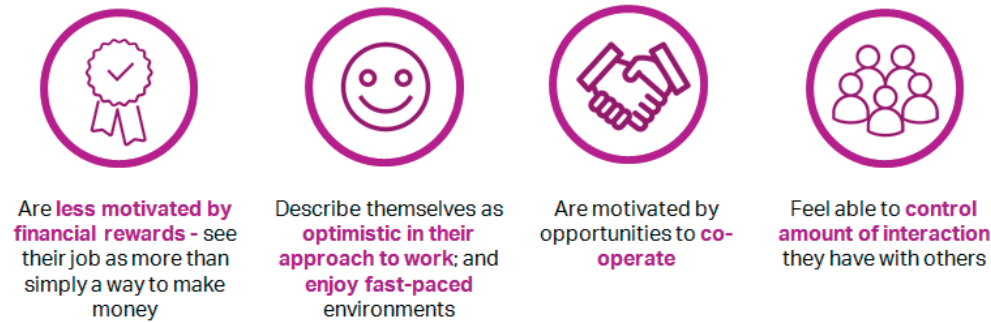 Are less motivated by
financial rewards - see
their job as more than
simply a way to make
money
Describe themselves as
optimistic in their
approach to work; and
enjoy fast-paced
environments
Are motivated by
opportunities to co-
operate
Feel able to control
amount of interaction
they have with others